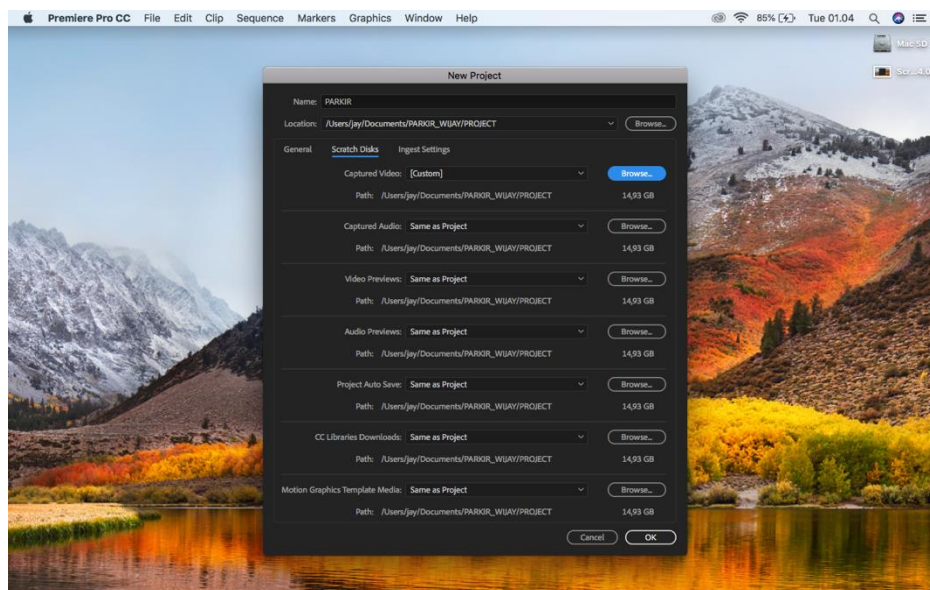 Premiere Pro CC File Edit Clip Sequence Markers Graphics Window Help 85% Tue 01.04
Mac SD
Scr...4.0
New Project
Name: PARKIR
Location: /Users/jay/Documents/PARKIR_WIJAY/PROJECT Browse...
General Scratch Disks Ingest Settings
Captured Video: [Custom] Browse...
Path: /Users/jay/Documents/PARKIR_WIJAY/PROJECT 14,93 GB
Captured Audio: Same as Project Browse...
Path: /Users/jay/Documents/PARKIR_WIJAY/PROJECT 14,93 GB
Video Previews: Same as Project Browse...
Path: /Users/jay/Documents/PARKIR_WIJAY/PROJECT 14,93 GB
Audio Previews: Same as Project Browse...
Path: /Users/jay/Documents/PARKIR_WIJAY/PROJECT 14,93 GB
Project Auto Save: Same as Project Browse...
Path: /Users/jay/Documents/PARKIR_WIJAY/PROJECT 14,93 GB
CC Libraries Downloads: Same as Project Browse...
Path: /Users/jay/Documents/PARKIR_WIJAY/PROJECT 14,93 GB
Motion Graphics Template Media: Same as Project Browse...
Path: /Users/jay/Documents/PARKIR_WIJAY/PROJECT 14,93 GB
Cancel OK